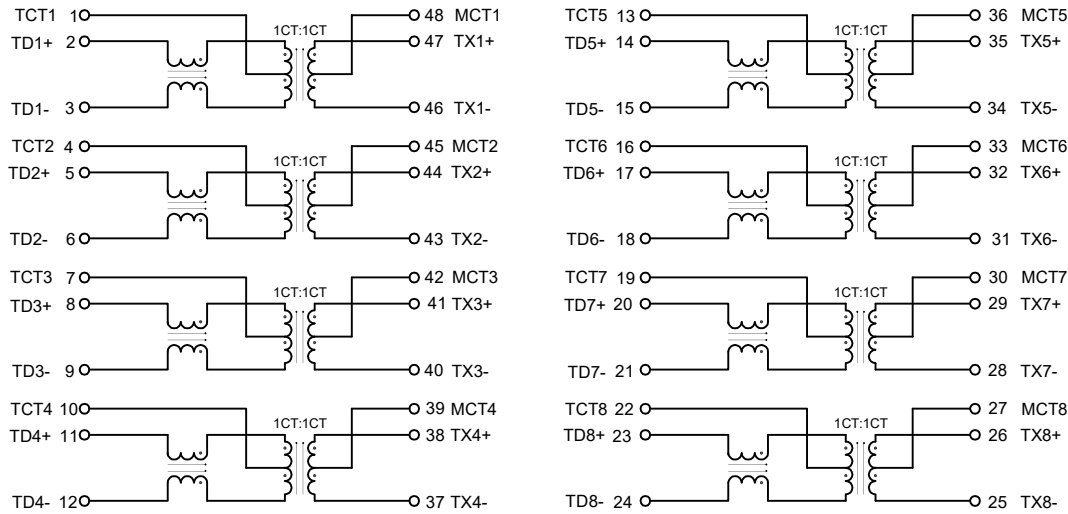 TCT1 1 48 MCT1
1CT:1CT
TD1+ 2 47 TX1+
TD1- 3 46 TX1-
TCT2 4 45 MCT2
1CT:1CT
TD2+ 5 44 TX2+
TD2- 6 43 TX2-
TCT3 7 42 MCT3
1CT:1CT
TD3+ 8 41 TX3+
TD3- 9 40 TX3-
TCT4 10 39 MCT4
1CT:1CT
TD4+ 11 38 TX4+
TD4- 12 37 TX4-
TCT5 13 36 MCT5
1CT:1CT
TD5+ 14 35 TX5+
TD5- 15 34 TX5-
TCT6 16 33 MCT6
1CT:1CT
TD6+ 17 32 TX6+
TD6- 18 31 TX6-
TCT7 19 30 MCT7
1CT:1CT
TD7+ 20 29 TX7+
TD7- 21 28 TX7-
TCT8 22 27 MCT8
1CT:1CT
TD8+ 23 26 TX8+
TD8- 24 25 TX8-